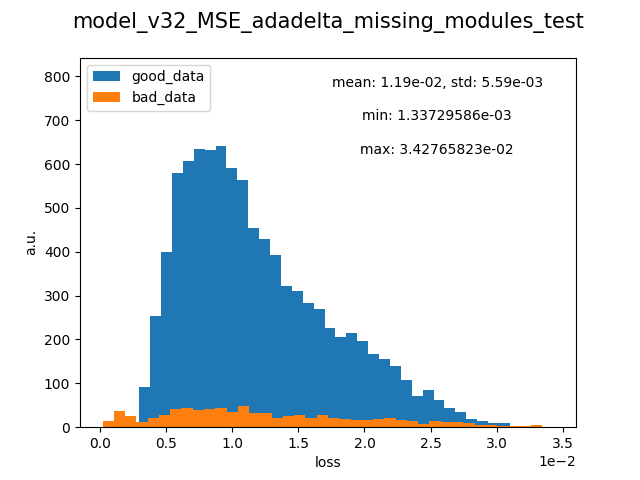 model_v32_MSE_adadelta_missing_modules_test
good_data
bad_data
mean: 1.19e-02, std: 5.59e-03
min: 1.33729586e-03
max: 3.42765823e-02
a.u.
800
700
600
500
400
300
200
100
0
0.0 0.5 1.0 1.5 2.0 2.5 3.0 3.5
1e−2
loss